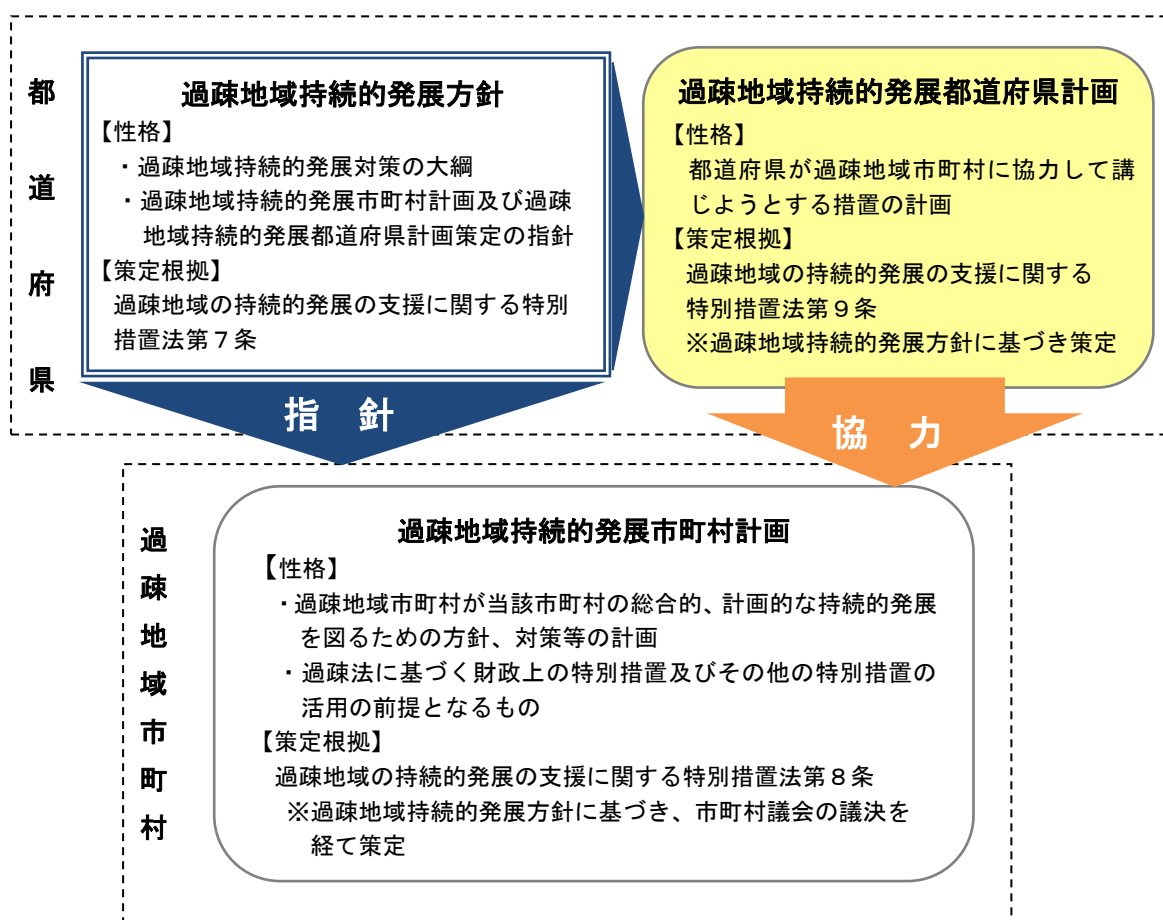 都道府県
過疎地域持続的発展方針
【性格】
・過疎地域持続的発展対策の大綱
・過疎地域持続的発展市町村計画及び過疎
地域持続的発展都道府県計画策定の指針
【策定根拠】
過疎地域の持続的発展の支援に関する特別
措置法第７条
過疎地域持続的発展都道府県計画
【性格】
都道府県が過疎地域市町村に協力して講
じようとする措置の計画
【策定根拠】
過疎地域の持続的発展の支援に関する
特別措置法第９条
※過疎地域持続的発展方針に基づき策定
指　針
協　力
過疎地域市町村
過疎地域持続的発展市町村計画
【性格】
・過疎地域市町村が当該市町村の総合的、計画的な持続的発展
を図るための方針、対策等の計画
・過疎法に基づく財政上の特別措置及びその他の特別措置の
活用の前提となるもの
【策定根拠】
過疎地域の持続的発展の支援に関する特別措置法第８条
※過疎地域持続的発展方針に基づき、市町村議会の議決を
経て策定